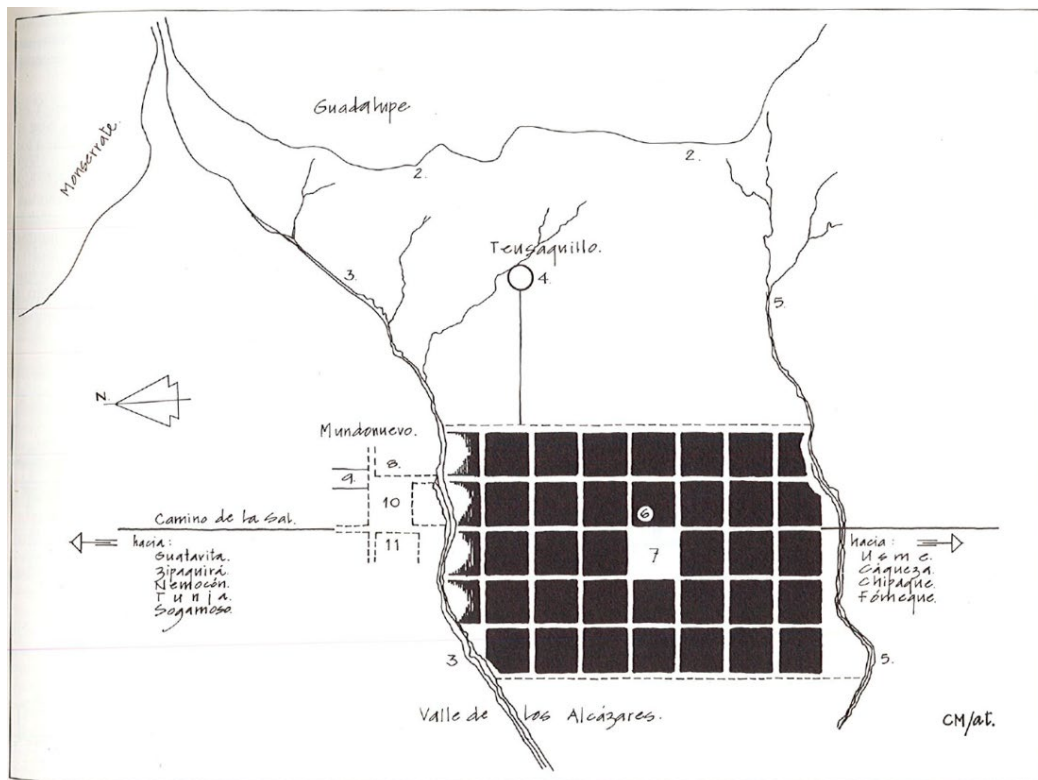 Guadalupe
Monserrate.
2.
2.
Teusaquillo.
3.
4.
5.
N.
Mundonuevo.
8.
9.
10
6
Camino de la Sal.
11
7
hacia:
Guatavita.
Zipaquirá.
Nemocón.
Tunja.
Sogamoso.
hacia:
Usme.
Cáqueza.
Chipaque.
Fómeque.
3
5.
Valle de los Alcázares.
CM/at.